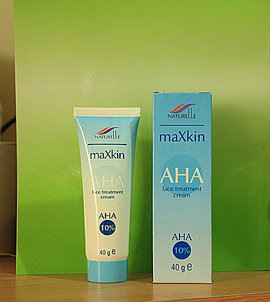 NATURELLE
maXkin
AHA
face treatment
cream
AHA
10%
40 g e
NATURELLE
maXkin
AHA
face treatment
cream
AHA
10%
40 g e